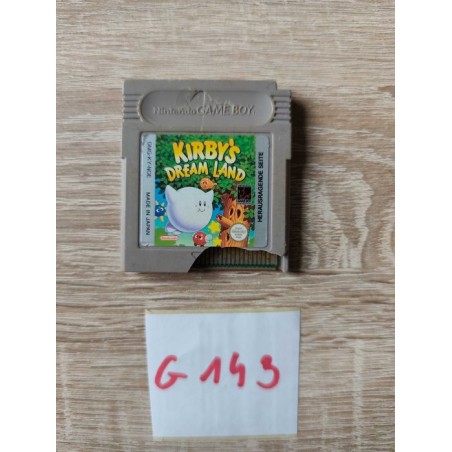 Nintendo GAME BOY
KIRBY'S
DREAM LAND
DMG-KY-NOE
MADE IN JAPAN
HERAUSRAGENDE SEITE
G 143